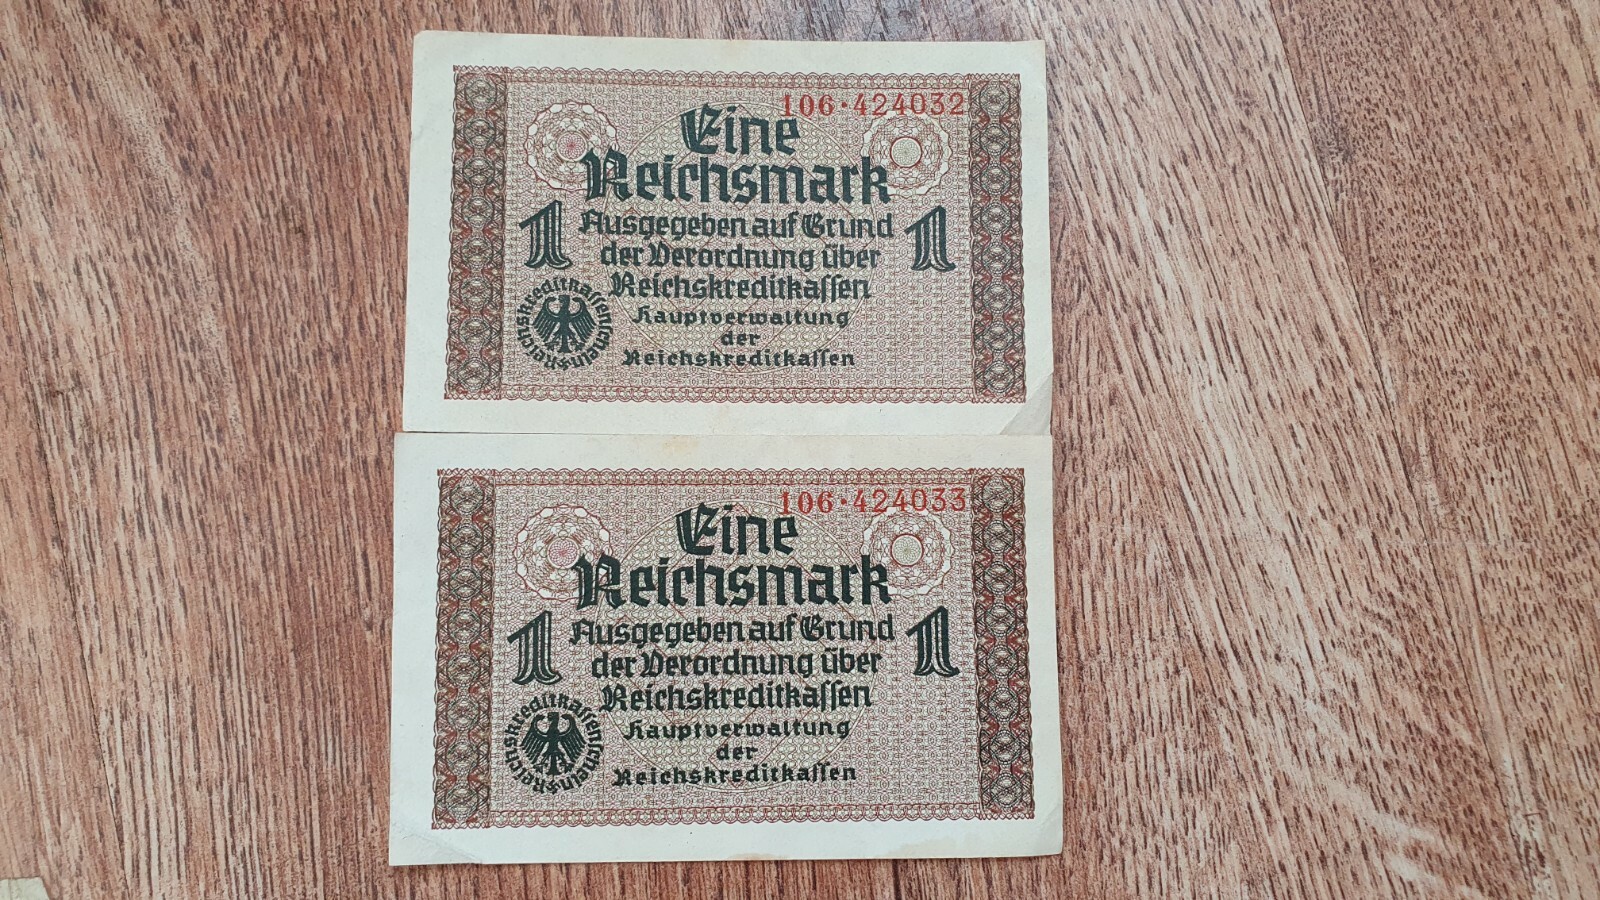 106·424032
Eine
Reichsmark
1 Ausgegeben auf Grund 1
der Verordnung über
Reichskreditkassen
Hauptverwaltung
der
Reichskreditkassen
Reichskreditkassenschein
106·424033
Eine
Reichsmark
1 Ausgegeben auf Grund 1
der Verordnung über
Reichskreditkassen
Hauptverwaltung
der
Reichskreditkassen
Reichskreditkassenschein